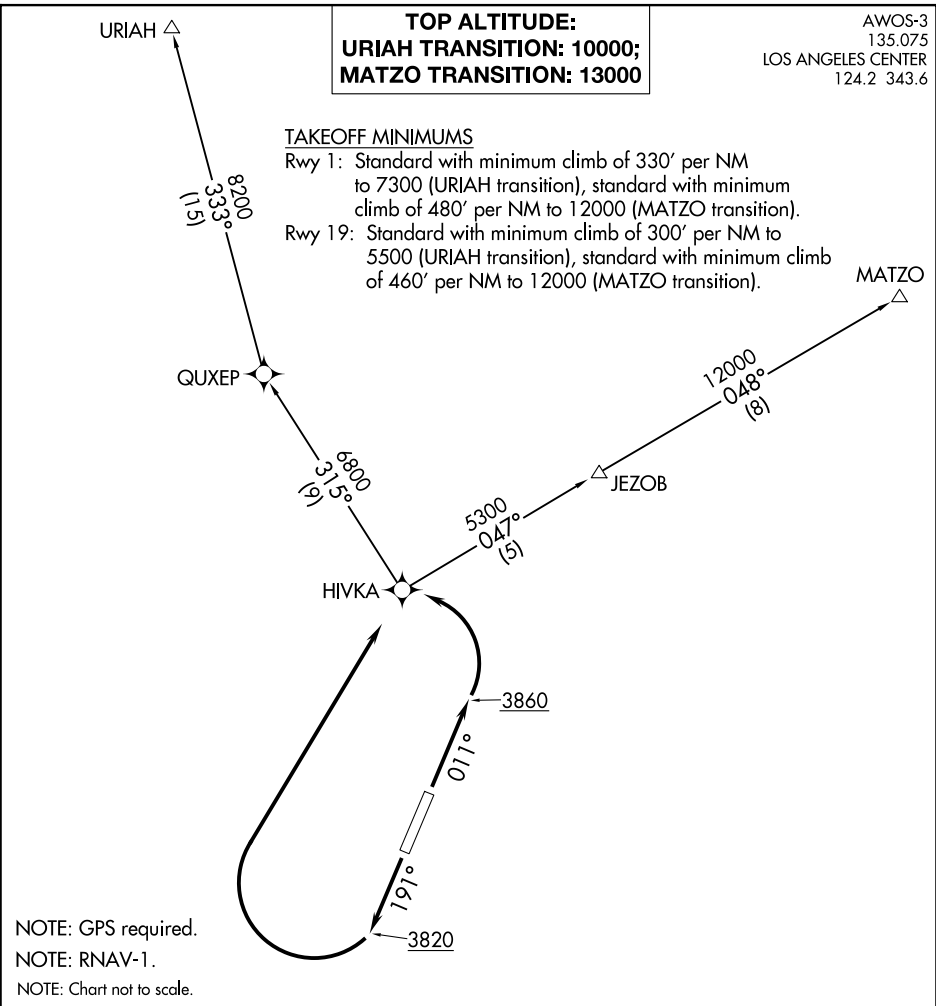 TOP ALTITUDE:
URIAH TRANSITION: 10000;
MATZO TRANSITION: 13000
AWOS-3
135.075
LOS ANGELES CENTER
124.2 343.6
URIAH
TAKEOFF MINIMUMS
Rwy 1: Standard with minimum climb of 330' per NM
to 7300 (URIAH transition), standard with minimum
climb of 480' per NM to 12000 (MATZO transition).
Rwy 19: Standard with minimum climb of 300' per NM to
5500 (URIAH transition), standard with minimum climb
of 460' per NM to 12000 (MATZO transition).
8200
333°
(15)
MATZO
QUXEP
12000
048°
(8)
6800
315°
(9)
JEZOB
5300
047°
(5)
HIVKA
3860
011°
191°
3820
NOTE: GPS required.
NOTE: RNAV-1.
NOTE: Chart not to scale.